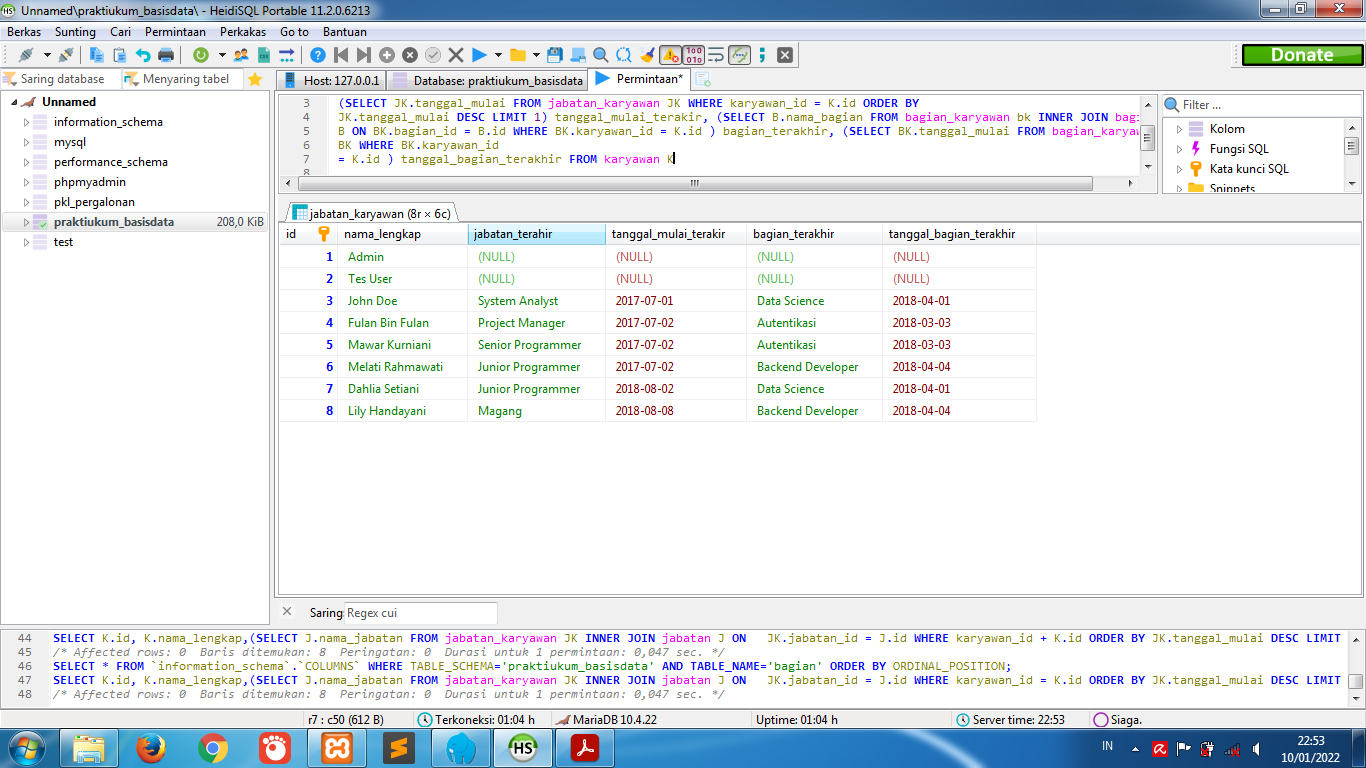 Unnamed\praktiukum_basisdata\ - HeidiSQL Portable 11.2.0.6213
Berkas Sunting Cari Permintaan Perkakas Go to Bantuan
Donate
Saring database Menyaring tabel
Host: 127.0.0.1 Database: praktiukum_basisdata Permintaan*
Unnamed
information_schema
mysql
performance_schema
phpmyadmin
pkl_pergalonan
praktiukum_basisdata 208,0 KiB
test
3 (SELECT JK.tanggal_mulai FROM jabatan_karyawan JK WHERE karyawan_id = K.id ORDER BY
4 JK.tanggal_mulai DESC LIMIT 1) tanggal_mulai_terakir, (SELECT B.nama_bagian FROM bagian_karyawan bk INNER JOIN bagi
5 B ON BK.bagian_id = B.id WHERE BK.karyawan_id = K.id ) bagian_terakhir, (SELECT BK.tanggal_mulai FROM bagian_karyaw
6 BK WHERE BK.karyawan_id
7 = K.id ) tanggal_bagian_terakhir FROM karyawan K
8
Filter ...
Kolom
Fungsi SQL
Kata kunci SQL
Snippets
jabatan_karyawan (8r × 6c)
id nama_lengkap jabatan_terahir tanggal_mulai_terakir bagian_terakhir tanggal_bagian_terakhir
1 Admin (NULL) (NULL) (NULL) (NULL)
2 Tes User (NULL) (NULL) (NULL) (NULL)
3 John Doe System Analyst 2017-07-01 Data Science 2018-04-01
4 Fulan Bin Fulan Project Manager 2017-07-02 Autentikasi 2018-03-03
5 Mawar Kurniani Senior Programmer 2017-07-02 Autentikasi 2018-03-03
6 Melati Rahmawati Junior Programmer 2017-07-02 Backend Developer 2018-04-04
7 Dahlia Setiani Junior Programmer 2018-08-02 Data Science 2018-04-01
8 Lily Handayani Magang 2018-08-08 Backend Developer 2018-04-04
Saring: Regex cui
44 SELECT K.id, K.nama_lengkap,(SELECT J.nama_jabatan FROM jabatan_karyawan JK INNER JOIN jabatan J ON JK.jabatan_id = J.id WHERE karyawan_id + K.id ORDER BY JK.tanggal_mulai DESC LIMIT
45 /* Affected rows: 0 Baris ditemukan: 8 Peringatan: 0 Durasi untuk 1 permintaan: 0,047 sec. */
46 SELECT * FROM `information_schema`.`COLUMNS` WHERE TABLE_SCHEMA='praktiukum_basisdata' AND TABLE_NAME='bagian' ORDER BY ORDINAL_POSITION;
47 SELECT K.id, K.nama_lengkap,(SELECT J.nama_jabatan FROM jabatan_karyawan JK INNER JOIN jabatan J ON JK.jabatan_id = J.id WHERE karyawan_id = K.id ORDER BY JK.tanggal_mulai DESC LIMIT
48 /* Affected rows: 0 Baris ditemukan: 8 Peringatan: 0 Durasi untuk 1 permintaan: 0,047 sec. */
r7 : c50 (612 B) Terkoneksi: 01:04 h MariaDB 10.4.22 Uptime: 01:04 h Server time: 22:53 Siaga.
HS
IN
22:53
10/01/2022